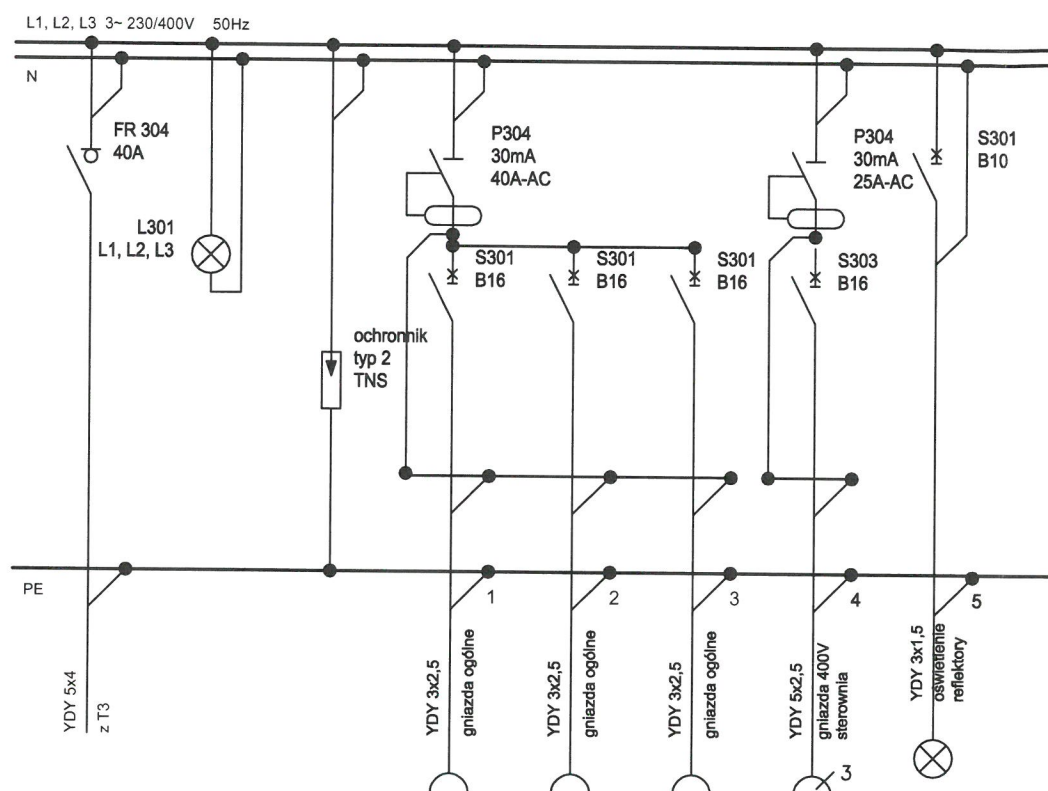 L1, L2, L3 3~ 230/400V 50Hz
N
FR 304
40A
L301
L1, L2, L3
ochronnik
typ 2
TNS
P304
30mA
40A-AC
S301
B16
S301
B16
S301
B16
P304
30mA
25A-AC
S303
B16
S301
B10
PE
1
2
3
4
5
YDY 5x4
z T3
YDY 3x2,5
gniazda ogólne
YDY 3x2,5
gniazda ogólne
YDY 3x2,5
gniazda ogólne
YDY 5x2,5
gniazda 400V
sterownia
YDY 3x1,5
oświetlenie
reflektory
3